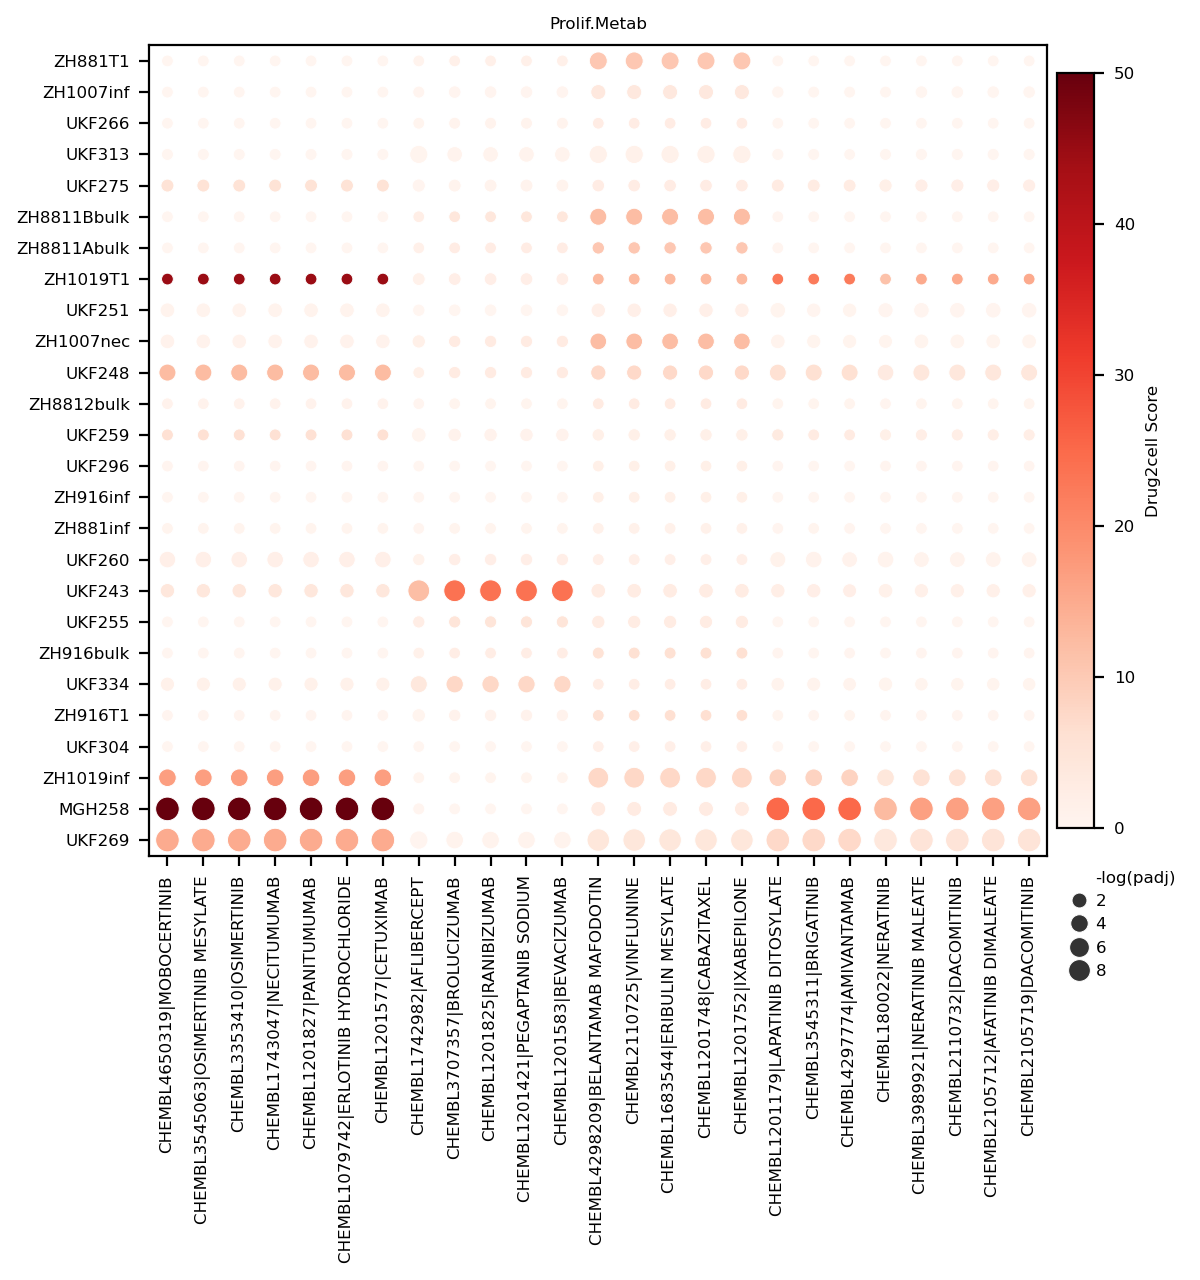 Prolif.Metab
ZH881T1
ZH1007inf
UKF266
UKF313
UKF275
ZH8811Bbulk
ZH8811Abulk
ZH1019T1
UKF251
ZH1007nec
UKF248
ZH8812bulk
UKF259
UKF296
ZH916inf
ZH881inf
UKF260
UKF243
UKF255
ZH916bulk
UKF334
ZH916T1
UKF304
ZH1019inf
MGH258
UKF269
CHEMBL4650319|MOBOCERTINIB
CHEMBL3545063|OSIMERTINIB MESYLATE
CHEMBL3353410|OSIMERTINIB
CHEMBL1743047|NECITUMUMAB
CHEMBL1201827|PANITUMUMAB
CHEMBL1079742|ERLOTINIB HYDROCHLORIDE
CHEMBL1201577|CETUXIMAB
CHEMBL1742982|AFLIBERCEPT
CHEMBL3707357|BROLUCIZUMAB
CHEMBL1201825|RANIBIZUMAB
CHEMBL1201421|PEGAPTANIB SODIUM
CHEMBL1201583|BEVACIZUMAB
CHEMBL4298209|BELANTAMAB MAFODOTIN
CHEMBL2110725|VINFLUNINE
CHEMBL1683544|ERIBULIN MESYLATE
CHEMBL1201748|CABAZITAXEL
CHEMBL1201752|IXABEPILONE
CHEMBL1201179|LAPATINIB DITOSYLATE
CHEMBL3545311|BRIGATINIB
CHEMBL4297774|AMIVANTAMAB
CHEMBL180022|NERATINIB
CHEMBL3989921|NERATINIB MALEATE
CHEMBL2110732|DACOMITINIB
CHEMBL2105712|AFATINIB DIMALEATE
CHEMBL2105719|DACOMITINIB
50
40
30
20
10
0
Drug2cell Score
-log(padj)
2
4
6
8